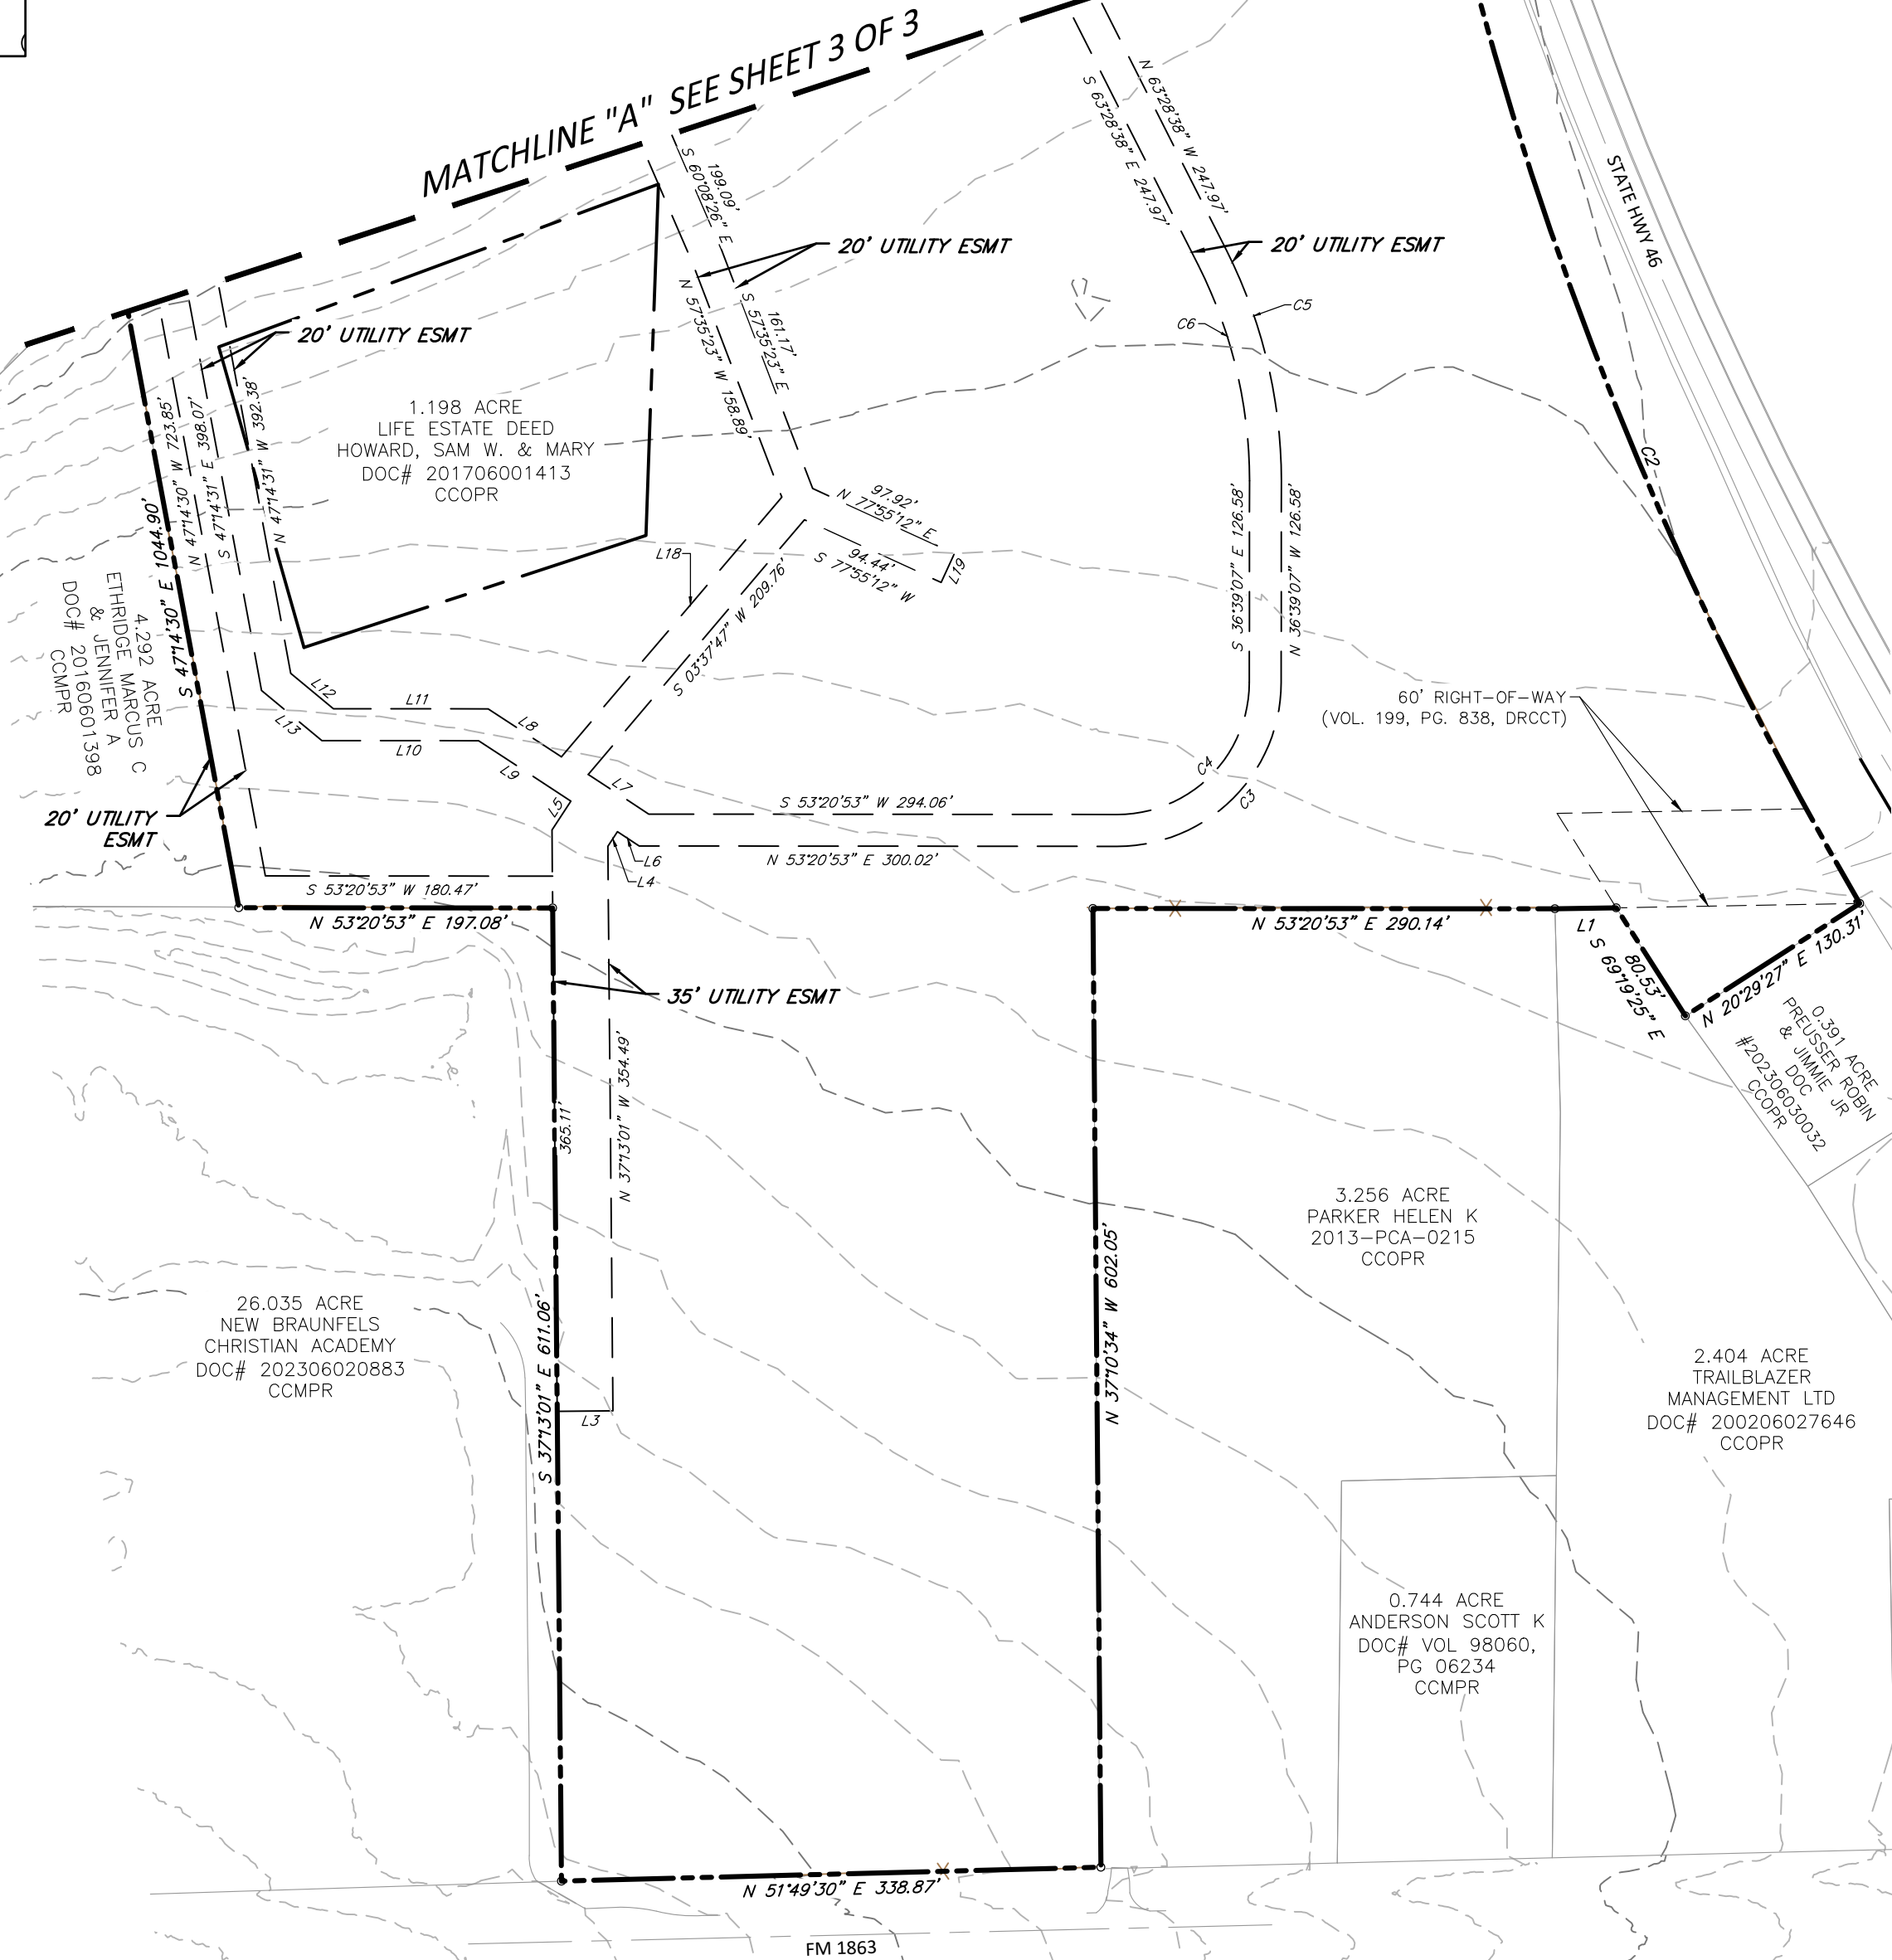 MATCHLINE "A" SEE SHEET 3 OF 3
S 63°28'38" E 247.97'
N 63°28'38" W 247.97'
STATE HWY 46
199.09'
S 60°08'26" E
20' UTILITY ESMT
20' UTILITY ESMT
N 57°35'23" W 158.89'
161.17'
S 57°35'23" E
C5
C6
20' UTILITY ESMT
N 47°14'30" W 723.85'
S 47°14'31" E 398.07'
N 47°14'31" W 392.38'
1.198 ACRE
LIFE ESTATE DEED
HOWARD, SAM W. & MARY
DOC# 201706001413
CCOPR
C2
97.92'
N 77°55'12" E
94.44'
S 77°55'12" W
L19
L18
S 03°37'47" W 209.76'
S 36°39'07" E 126.58'
N 36°39'07" W 126.58'
S 47°14'30" E 1044.90'
4.292 ACRE
ETHRIDGE MARCUS C
& JENNIFER A
DOC# 20160601398
CCMPR
60' RIGHT-OF-WAY
(VOL. 199, PG. 838, DRCCT)
L12
L11
L8
L13
L10
L9
L7
L5
C4
C3
S 53°20'53" W 294.06'
20' UTILITY
ESMT
N 53°20'53" E 300.02'
L6
L4
S 53°20'53" W 180.47'
N 53°20'53" E 197.08'
N 53°20'53" E 290.14'
L1
80.53'
S 69°19'25" E
N 20°29'27" E 130.31'
0.391 ACRE
PREUSSER ROBIN
& JIMMIE JR
DOC
#202306030032
CCOPR
35' UTILITY ESMT
365.11'
N 37°13'01" W 354.49'
3.256 ACRE
PARKER HELEN K
2013-PCA-0215
CCOPR
N 37°10'34" W 602.05'
26.035 ACRE
NEW BRAUNFELS
CHRISTIAN ACADEMY
DOC# 202306020883
CCMPR
S 37°13'01" E 611.06'
L3
2.404 ACRE
TRAILBLAZER
MANAGEMENT LTD
DOC# 200206027646
CCOPR
0.744 ACRE
ANDERSON SCOTT K
DOC# VOL 98060,
PG 06234
CCMPR
N 51°49'30" E 338.87'
FM 1863